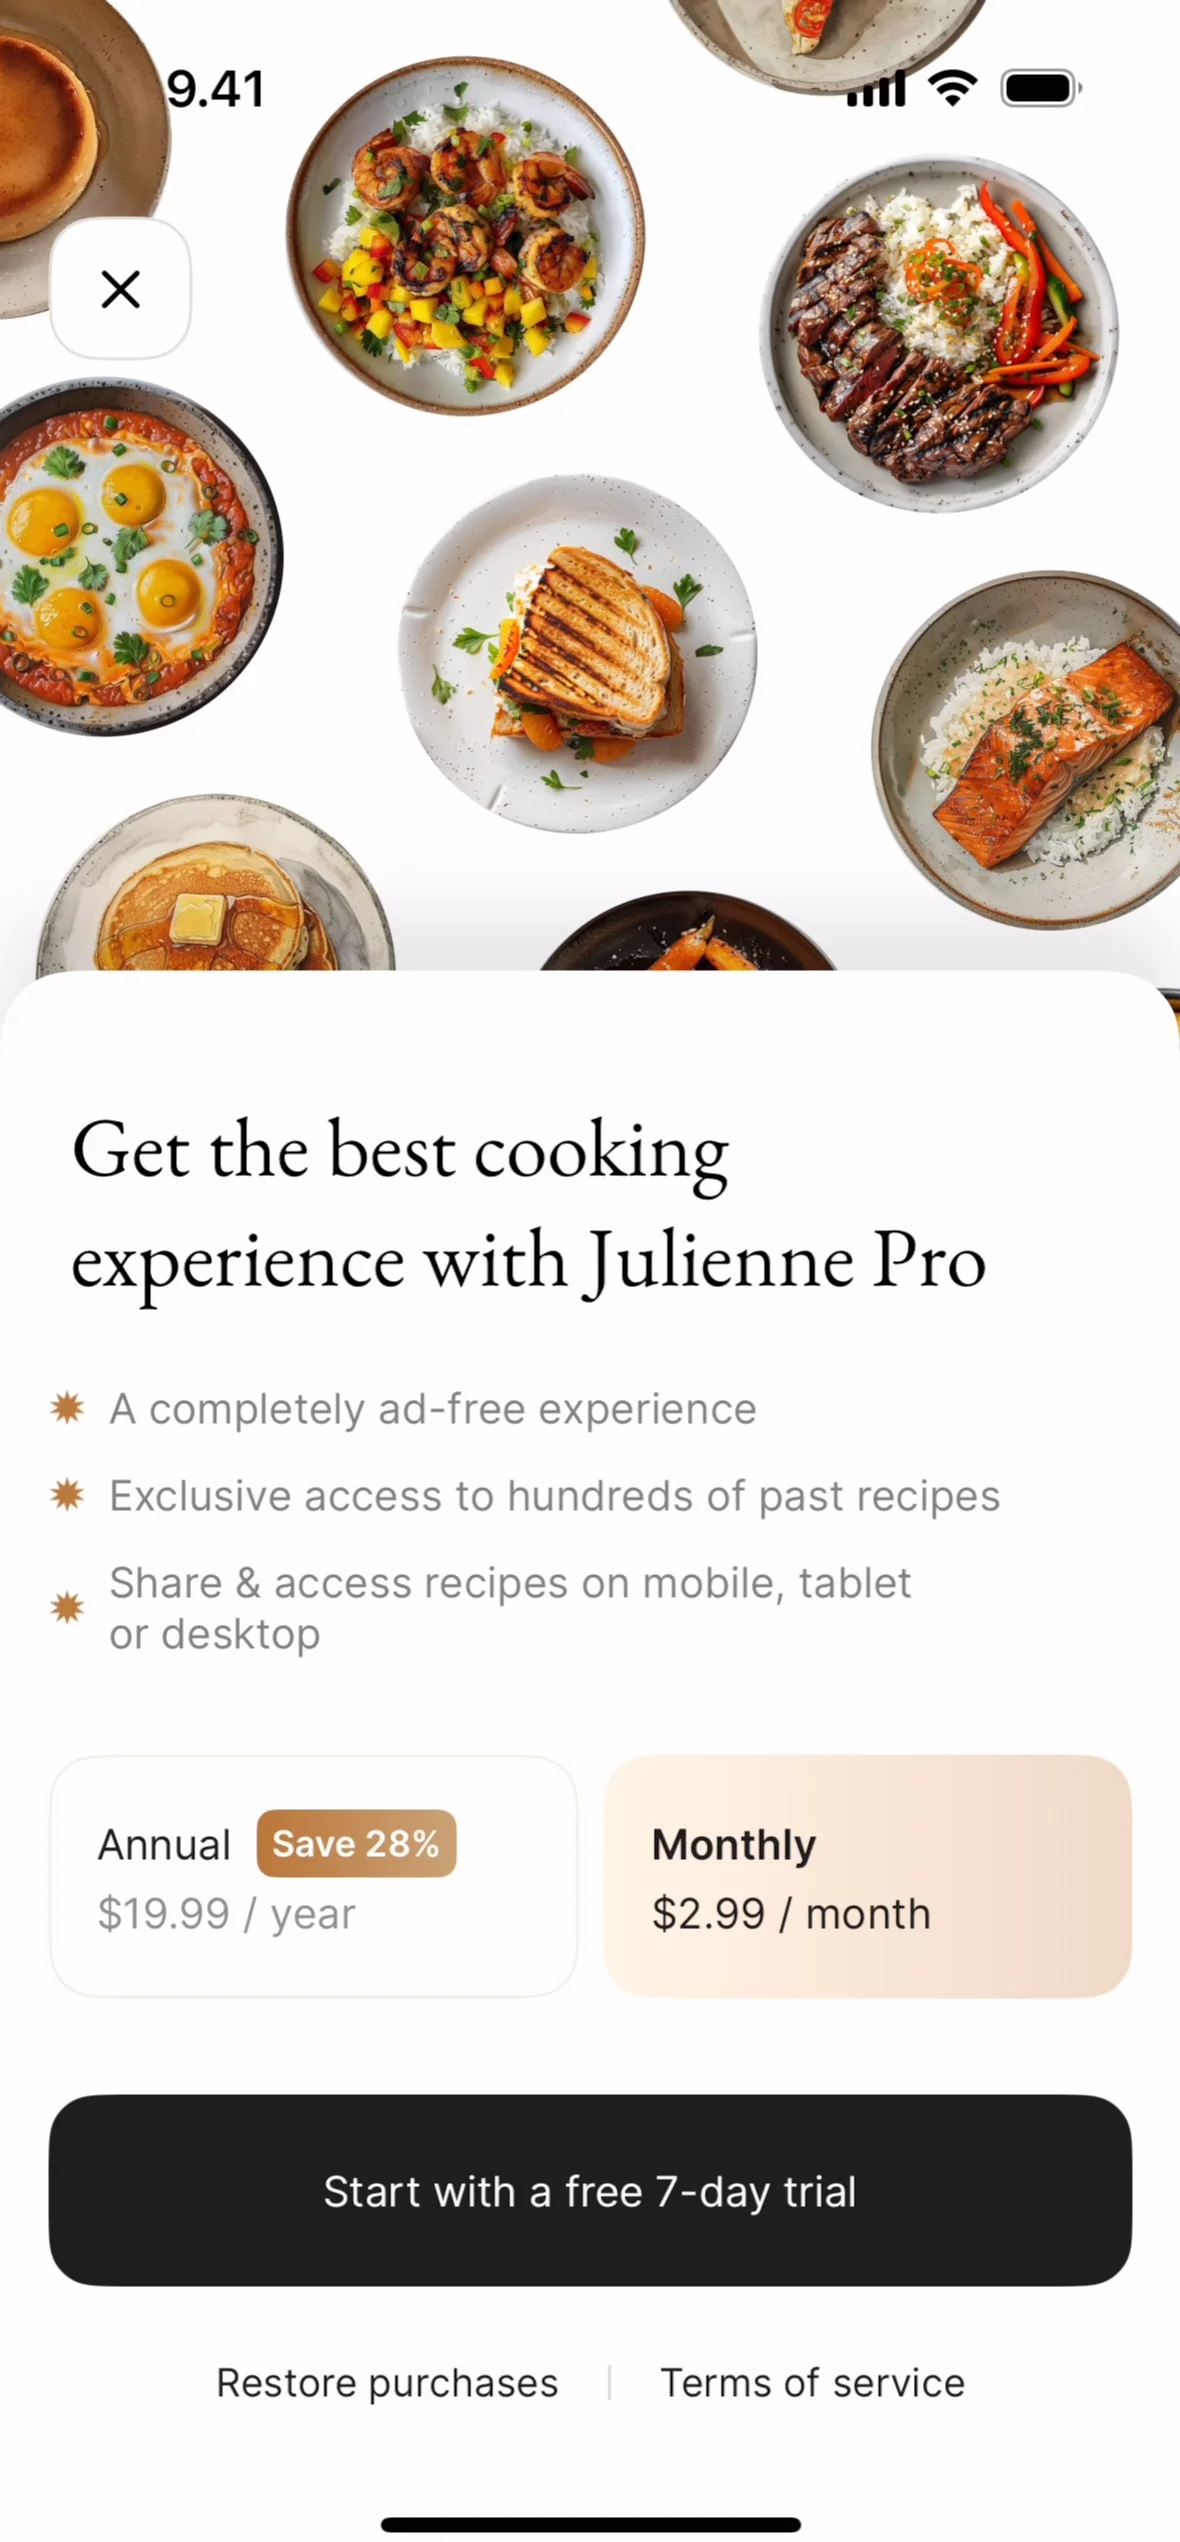 9.41
Get the best cooking
experience with Julienne Pro
A completely ad-free experience
Exclusive access to hundreds of past recipes
Share & access recipes on mobile, tablet
or desktop
Annual Save 28%
$19.99 / year
Monthly
$2.99 / month
Start with a free 7-day trial
Restore purchases | Terms of service